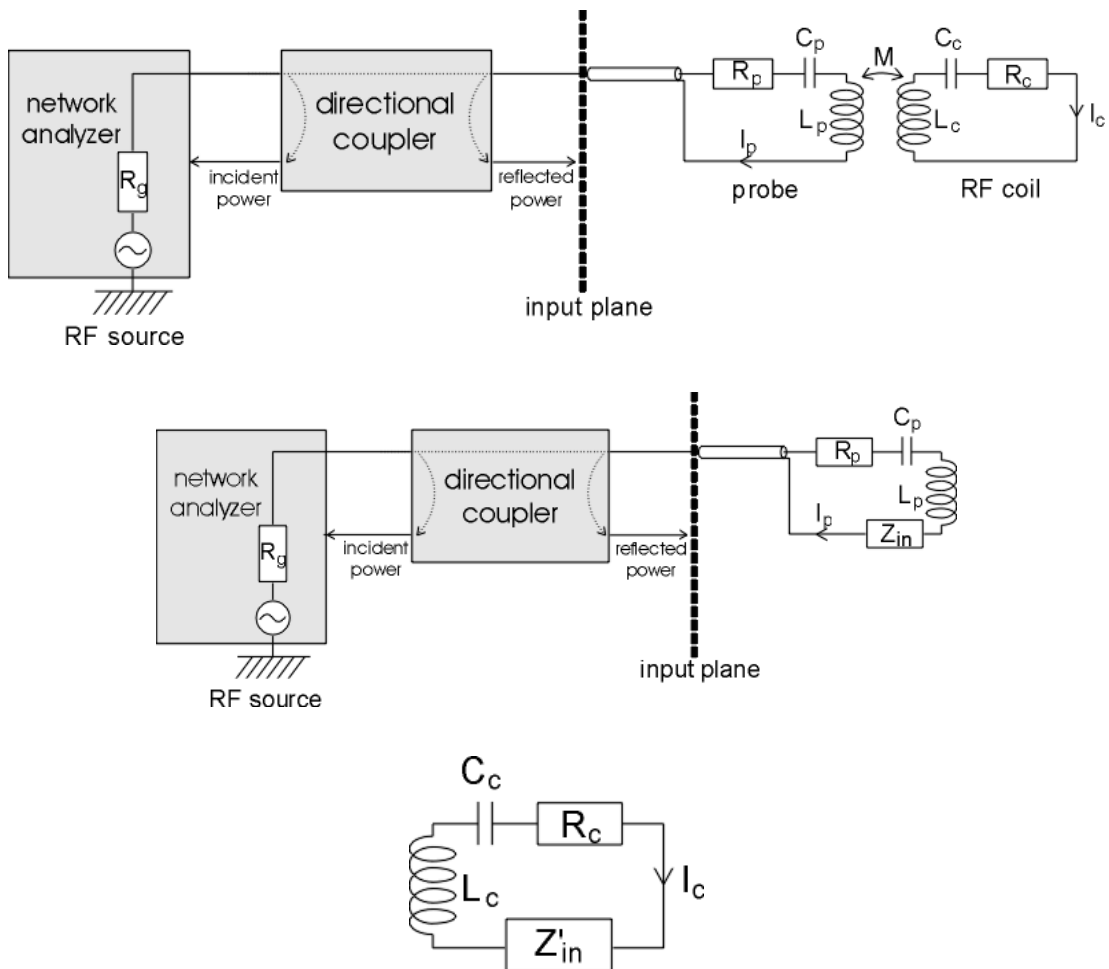 network
analyzer
R_g
RF source
directional
coupler
incident
power
reflected
power
input plane
R_p
C_p
L_p
I_p
probe
M
C_c
R_c
L_c
I_c
RF coil
network
analyzer
R_g
RF source
directional
coupler
incident
power
reflected
power
input plane
R_p
C_p
L_p
I_p
Z_in
C_c
R_c
L_c
I_c
Z'_in